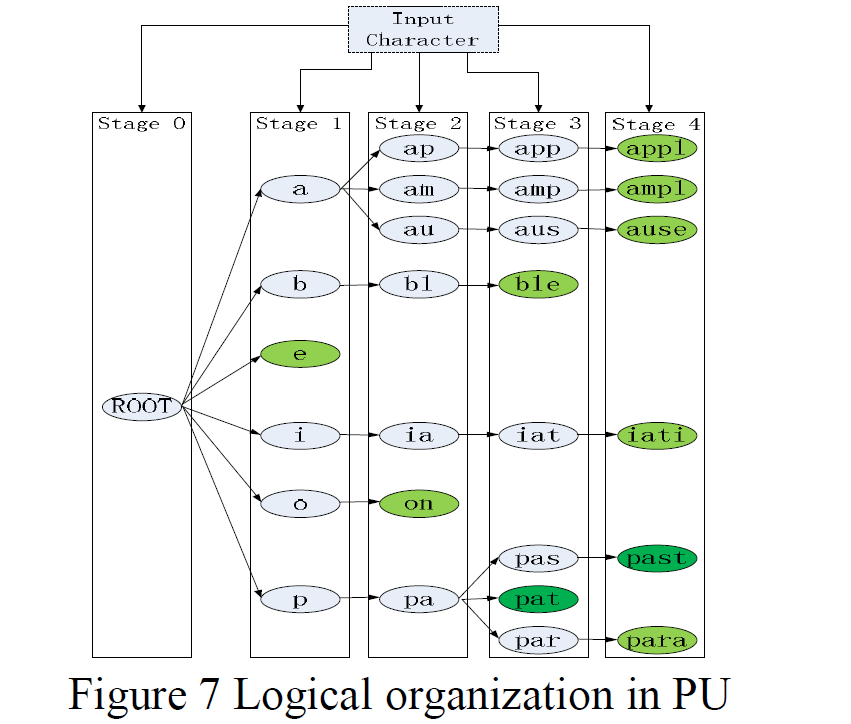 Input
Character
Stage 0 Stage 1 Stage 2 Stage 3 Stage 4
ap app appl
a am amp ampl
au aus ause
b bl ble
e
ROOT
i ia iat iati
o on
pas past
p pa pat
par para
Figure 7 Logical organization in PU